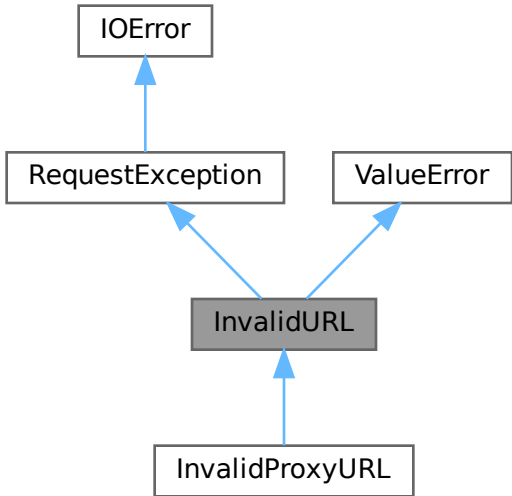 IOError
RequestException
ValueError
InvalidURL
InvalidProxyURL